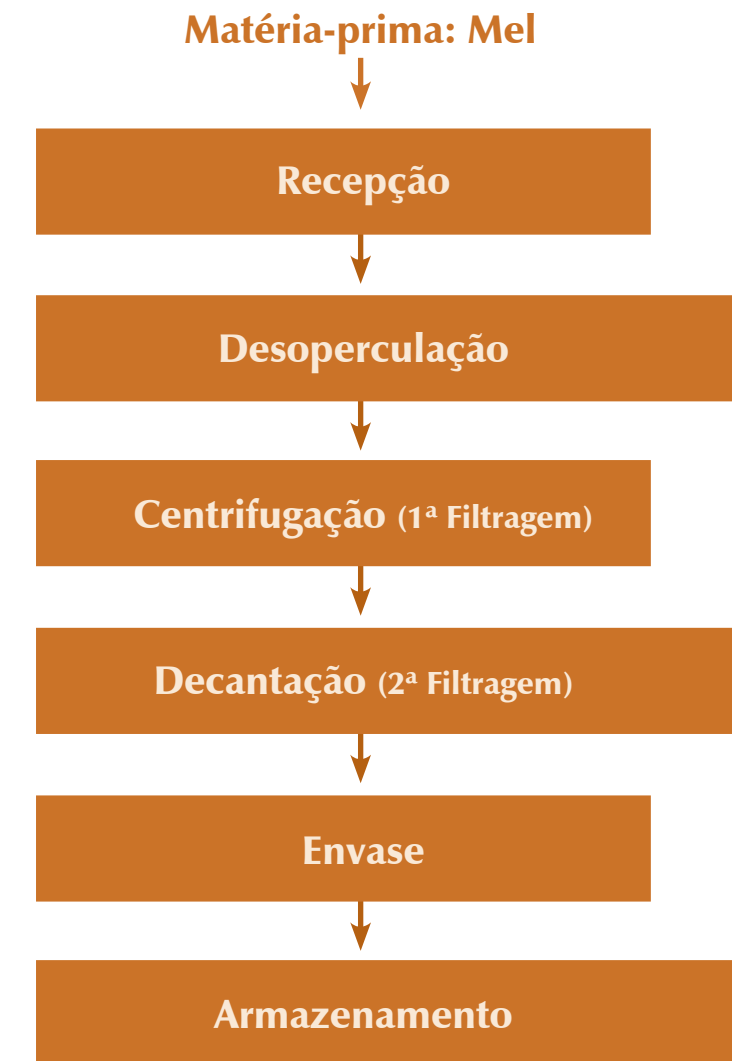 Matéria-prima: Mel
Recepção
Desoperculação
Centrifugação (1ª Filtragem)
Decantação (2ª Filtragem)
Envase
Armazenamento